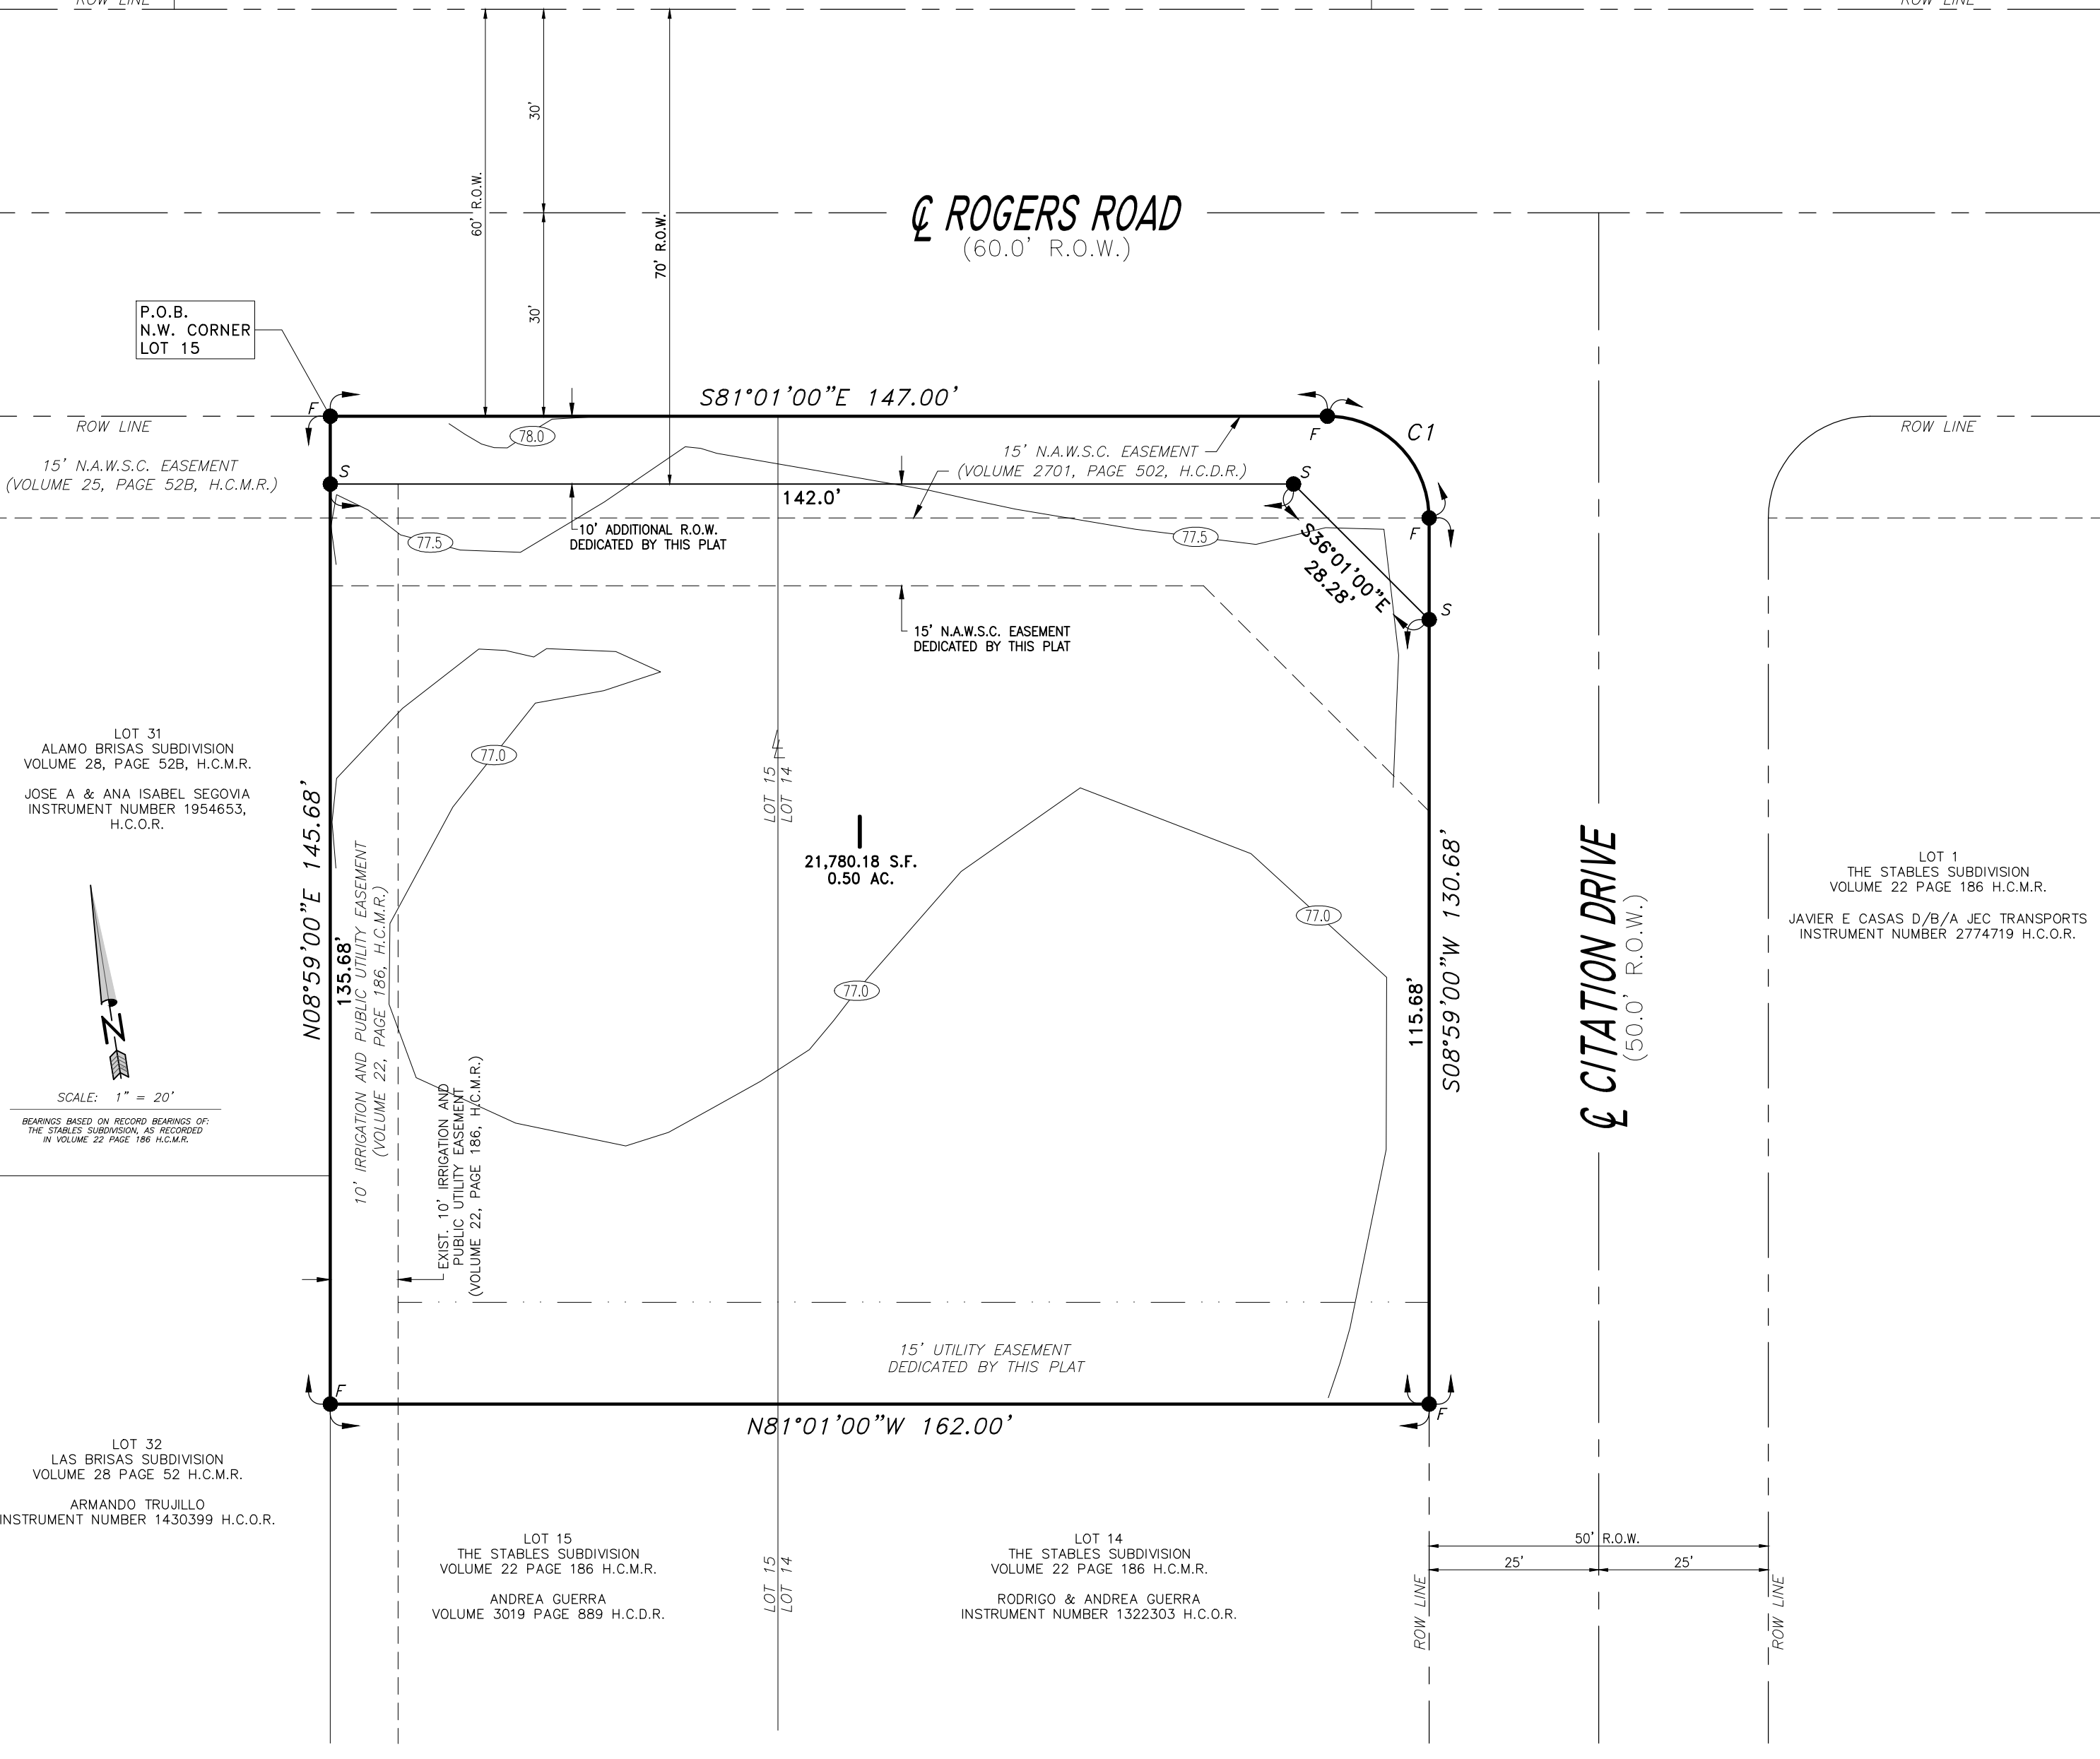 ROW LINE
ROW LINE
30'
60' R.O.W.
70' R.O.W.
℄ ROGERS ROAD
(60.0' R.O.W.)
30'
P.O.B.
N.W. CORNER
LOT 15
S81°01'00"E 147.00'
F
F
C1
ROW LINE
ROW LINE
78.0
15' N.A.W.S.C. EASEMENT
(VOLUME 25, PAGE 52B, H.C.M.R.)
S
15' N.A.W.S.C. EASEMENT
(VOLUME 2701, PAGE 502, H.C.D.R.)
S
142.0'
F
10' ADDITIONAL R.O.W.
DEDICATED BY THIS PLAT
77.5
77.5
S36°01'00"E
28.28'
S
15' N.A.W.S.C. EASEMENT
DEDICATED BY THIS PLAT
LOT 31
ALAMO BRISAS SUBDIVISION
VOLUME 28, PAGE 52B, H.C.M.R.
JOSE A & ANA ISABEL SEGOVIA
INSTRUMENT NUMBER 1954653,
H.C.O.R.
77.0
LOT 15
LOT 14
1
21,780.18 S.F.
0.50 AC.
N08°59'00"E 145.68'
135.68'
10' IRRIGATION AND PUBLIC UTILITY EASEMENT
(VOLUME 22, PAGE 186, H.C.M.R.)
77.0
77.0
115.68'
S08°59'00"W 130.68'
℄ CITATION DRIVE
(50.0' R.O.W.)
LOT 1
THE STABLES SUBDIVISION
VOLUME 22 PAGE 186 H.C.M.R.
JAVIER E CASAS D/B/A JEC TRANSPORTS
INSTRUMENT NUMBER 2774719 H.C.O.R.
N
SCALE: 1" = 20'
BEARINGS BASED ON RECORD BEARINGS OF:
THE STABLES SUBDIVISION, AS RECORDED
IN VOLUME 22 PAGE 186 H.C.M.R.
EXIST. 10' IRRIGATION AND
PUBLIC UTILITY EASEMENT
(VOLUME 22, PAGE 186, H.C.M.R.)
15' UTILITY EASEMENT
DEDICATED BY THIS PLAT
F
F
N81°01'00"W 162.00'
LOT 32
LAS BRISAS SUBDIVISION
VOLUME 28 PAGE 52 H.C.M.R.
ARMANDO TRUJILLO
INSTRUMENT NUMBER 1430399 H.C.O.R.
LOT 15
THE STABLES SUBDIVISION
VOLUME 22 PAGE 186 H.C.M.R.
ANDREA GUERRA
VOLUME 3019 PAGE 889 H.C.D.R.
LOT 15
LOT 14
LOT 14
THE STABLES SUBDIVISION
VOLUME 22 PAGE 186 H.C.M.R.
RODRIGO & ANDREA GUERRA
INSTRUMENT NUMBER 1322303 H.C.O.R.
50' R.O.W.
25'
25'
ROW LINE
ROW LINE